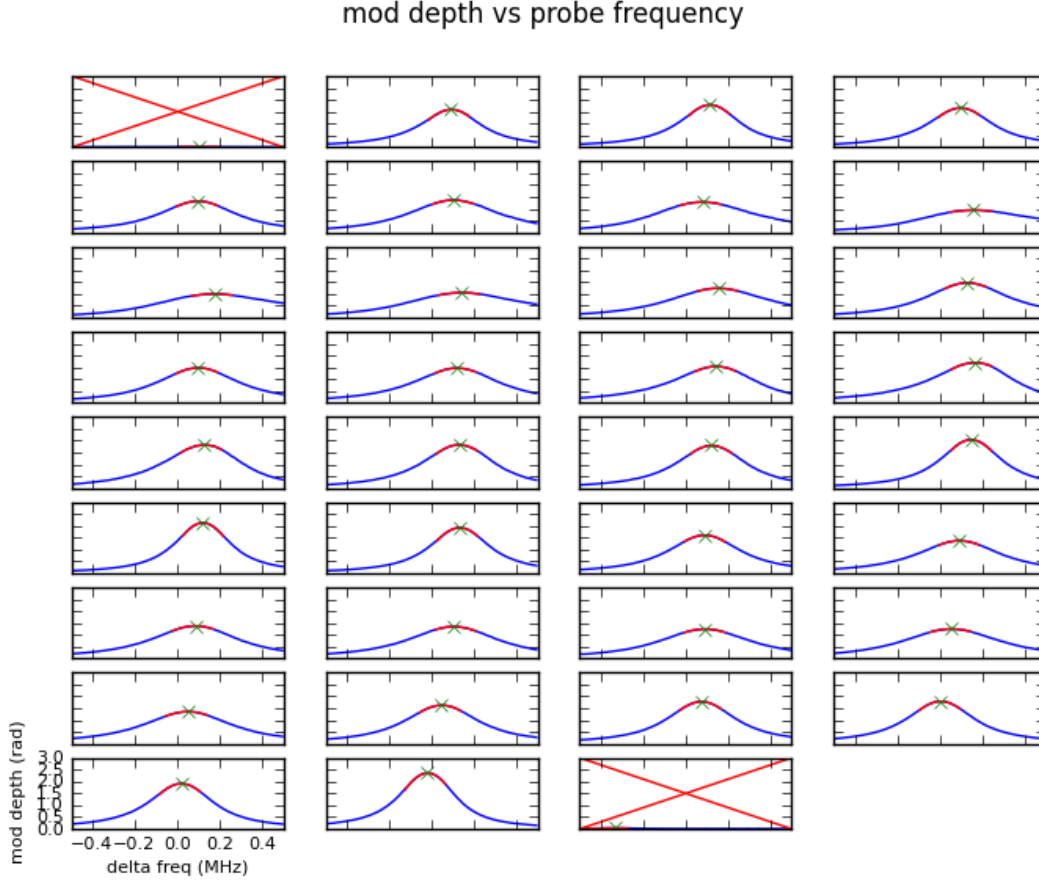 mod depth vs probe frequency
mod depth (rad)
3.0
2.5
2.0
1.5
1.0
0.5
0.0
−0.4 −0.2 0.0 0.2 0.4
delta freq (MHz)